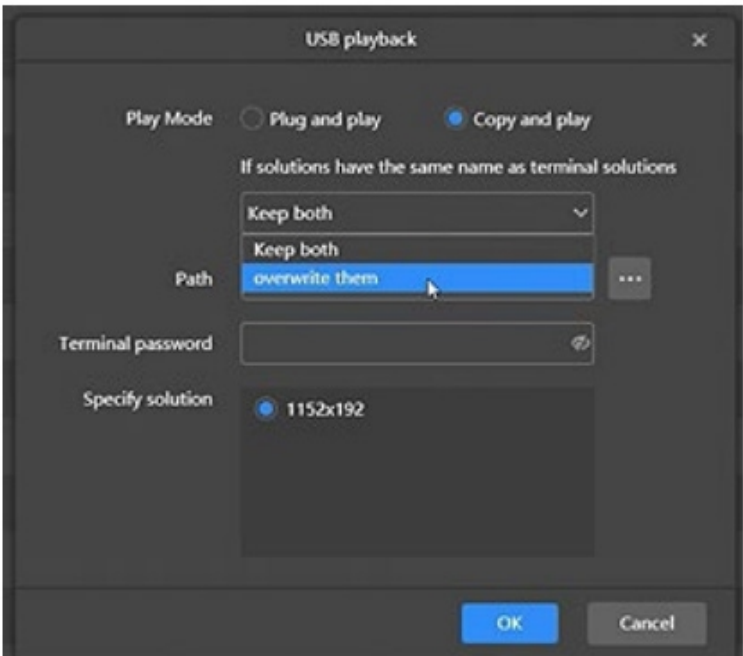 USB playback
Play Mode Plug and play Copy and play
If solutions have the same name as terminal solutions
Keep both
Keep both
Path overwrite them ...
Terminal password
Specify solution 1152x192
OK Cancel